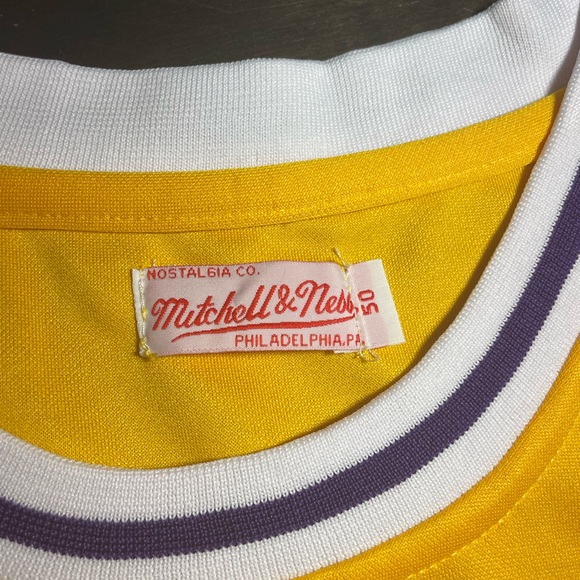 NOSTALGIA CO.
Mitchell & Ness
PHILADELPHIA, PA.
50